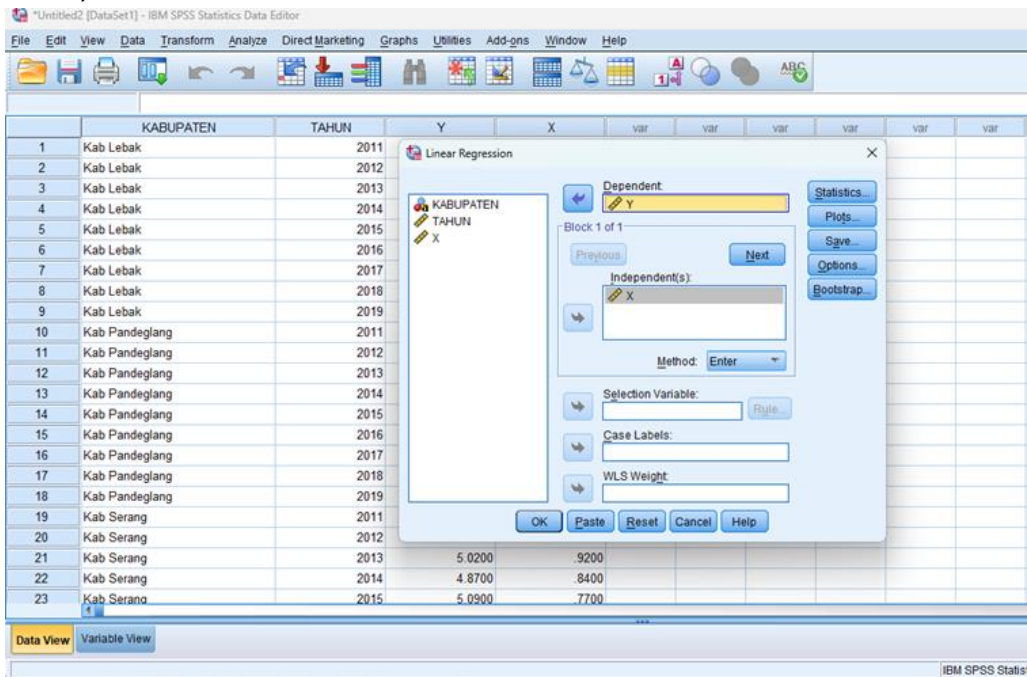 *Untitled2 [DataSet1] - IBM SPSS Statistics Data Editor
File Edit View Data Transform Analyze Direct Marketing Graphs Utilities Add-ons Window Help
KABUPATEN TAHUN Y X var var var var var var
1 Kab Lebak 2011
2 Kab Lebak 2012
3 Kab Lebak 2013
4 Kab Lebak 2014
5 Kab Lebak 2015
6 Kab Lebak 2016
7 Kab Lebak 2017
8 Kab Lebak 2018
9 Kab Lebak 2019
10 Kab Pandeglang 2011
11 Kab Pandeglang 2012
12 Kab Pandeglang 2013
13 Kab Pandeglang 2014
14 Kab Pandeglang 2015
15 Kab Pandeglang 2016
16 Kab Pandeglang 2017
17 Kab Pandeglang 2018
18 Kab Pandeglang 2019
19 Kab Serang 2011
20 Kab Serang 2012
21 Kab Serang 2013 5.0200 .9200
22 Kab Serang 2014 4.8700 .8400
23 Kab Serang 2015 5.0900 .7700
Linear Regression
KABUPATEN
TAHUN
X
Dependent:
Y
Block 1 of 1
Previous Next
Independent(s):
X
Method: Enter
Selection Variable:
Rule...
Case Labels:
WLS Weight:
Statistics...
Plots...
Save...
Options...
Bootstrap...
OK Paste Reset Cancel Help
Data View Variable View
IBM SPSS Statis